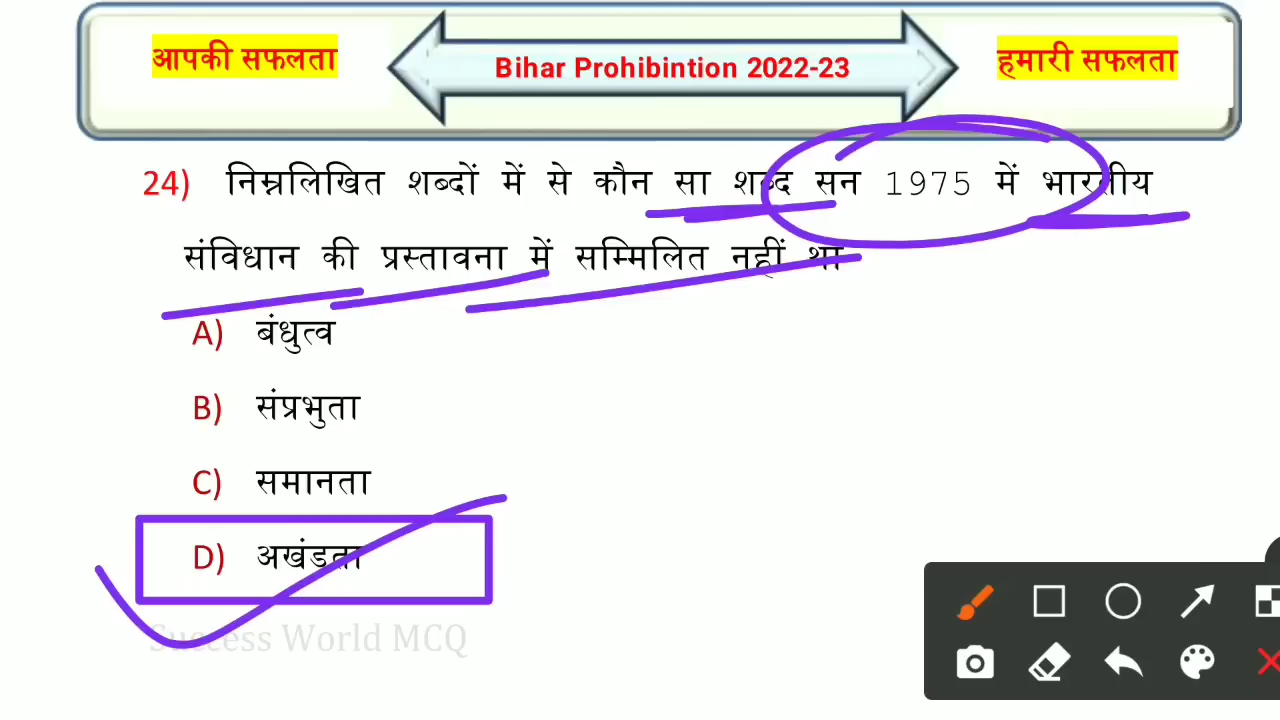 आपकी सफलता
Bihar Prohibintion 2022-23
हमारी सफलता
24) निम्नलिखित शब्दों में से कौन सा शब्द सन 1975 में भारतीय
संविधान की प्रस्तावना में सम्मिलित नहीं था
A) बंधुत्व
B) संप्रभुता
C) समानता
D) अखंडता
Success World MCQ